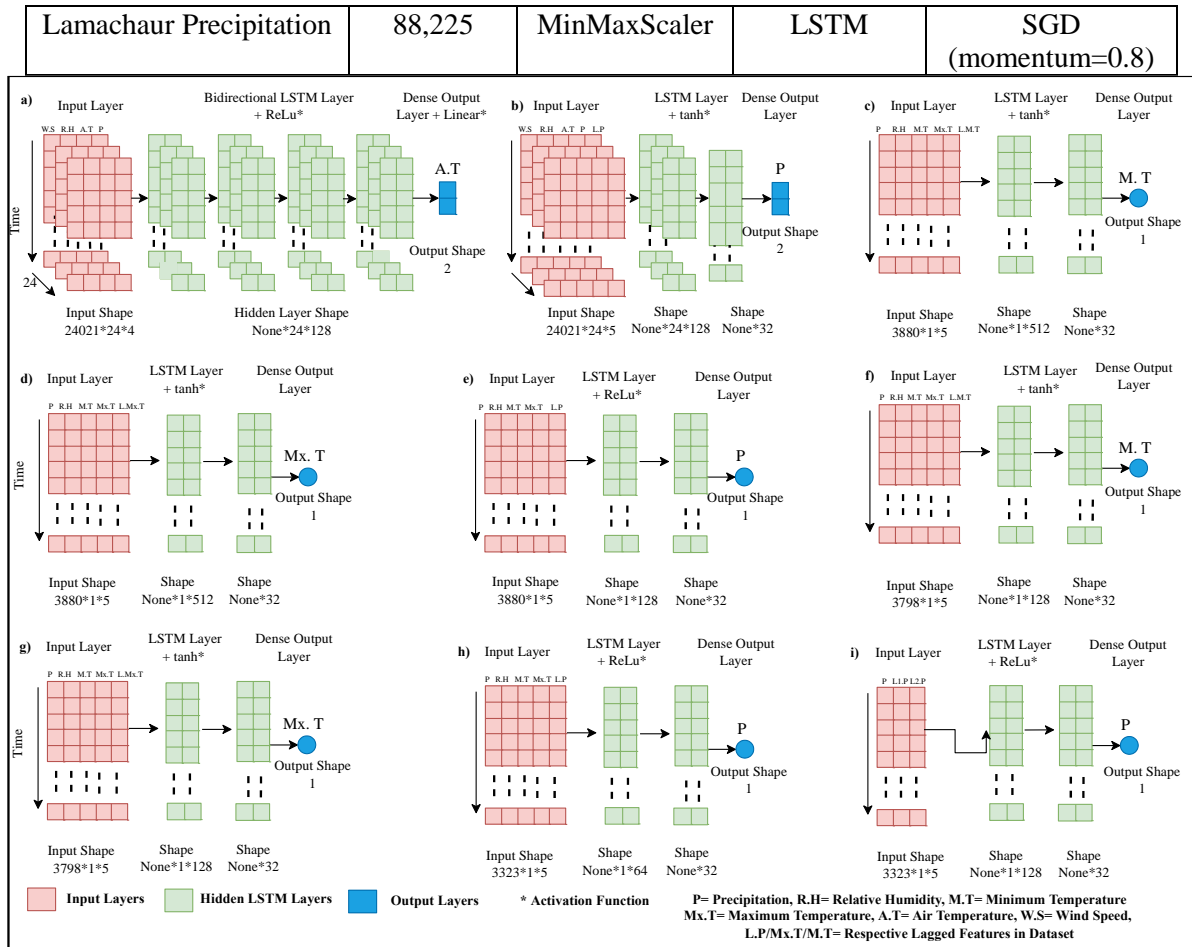 Lamachaur Precipitation 88,225 MinMaxScaler LSTM SGD
(momentum=0.8)
a)
Input Layer
Bidirectional LSTM Layer
+ ReLu*
Dense Output
Layer + Linear*
W.S R.H A.T P
A.T
Output Shape
2
Time
24
Input Shape
24021*24*4
Hidden Layer Shape
None*24*128
b)
Input Layer
LSTM Layer
+ tanh*
Dense Output
Layer
W.S R.H A.T P L.P
P
Output Shape
2
Input Shape
24021*24*5
Shape
None*24*128
Shape
None*32
c)
Input Layer
LSTM Layer
+ tanh*
Dense Output
Layer
P R.H M.T Mx.T L.M.T
M. T
Output Shape
1
Input Shape
3880*1*5
Shape
None*1*512
Shape
None*32
d)
Input Layer
LSTM Layer
+ tanh*
Dense Output
Layer
P R.H M.T Mx.T L.Mx.T
Mx. T
Output Shape
1
Time
Input Shape
3880*1*5
Shape
None*1*512
Shape
None*32
e)
Input Layer
LSTM Layer
+ ReLu*
Dense Output
Layer
P R.H M.T Mx.T L.P
P
Output Shape
1
Input Shape
3880*1*5
Shape
None*1*128
Shape
None*32
f)
Input Layer
LSTM Layer
+ tanh*
Dense Output
Layer
P R.H M.T Mx.T L.M.T
M. T
Output Shape
1
Input Shape
3798*1*5
Shape
None*1*128
Shape
None*32
g)
Input Layer
LSTM Layer
+ tanh*
Dense Output
Layer
P R.H M.T Mx.T L.Mx.T
Mx. T
Output Shape
1
Time
Input Shape
3798*1*5
Shape
None*1*128
Shape
None*32
h)
Input Layer
LSTM Layer
+ ReLu*
Dense Output
Layer
P R.H M.T Mx.T L.P
P
Output Shape
1
Input Shape
3323*1*5
Shape
None*1*64
Shape
None*32
i)
Input Layer
LSTM Layer
+ ReLu*
Dense Output
Layer
P L1.P L2.P
P
Output Shape
1
Input Shape
3323*1*5
Shape
None*1*128
Shape
None*32
Input Layers
Hidden LSTM Layers
Output Layers
* Activation Function
P= Precipitation, R.H= Relative Humidity, M.T= Minimum Temperature
Mx.T= Maximum Temperature, A.T= Air Temperature, W.S= Wind Speed,
L.P/Mx.T/M.T= Respective Lagged Features in Dataset